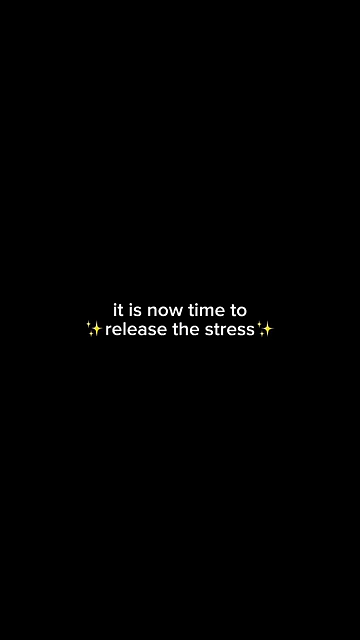 it is now time to
✨release the stress✨